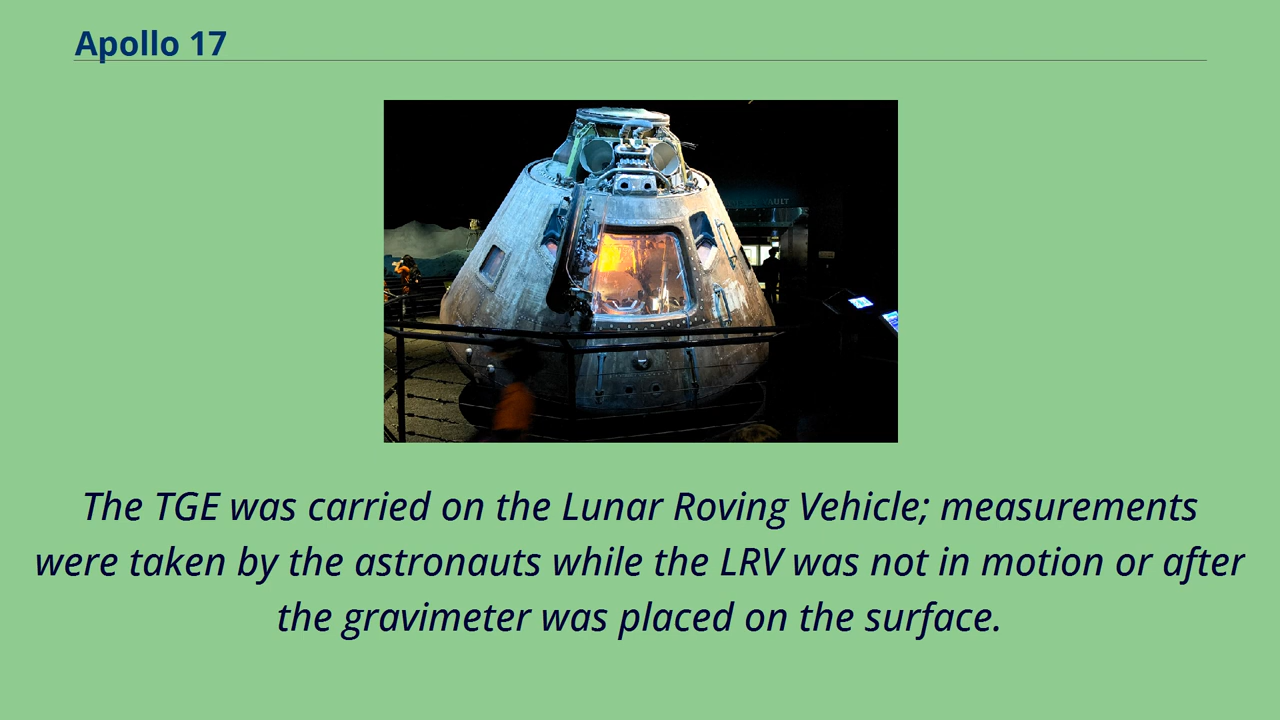 Apollo 17
The TGE was carried on the Lunar Roving Vehicle; measurements
were taken by the astronauts while the LRV was not in motion or after
the gravimeter was placed on the surface.